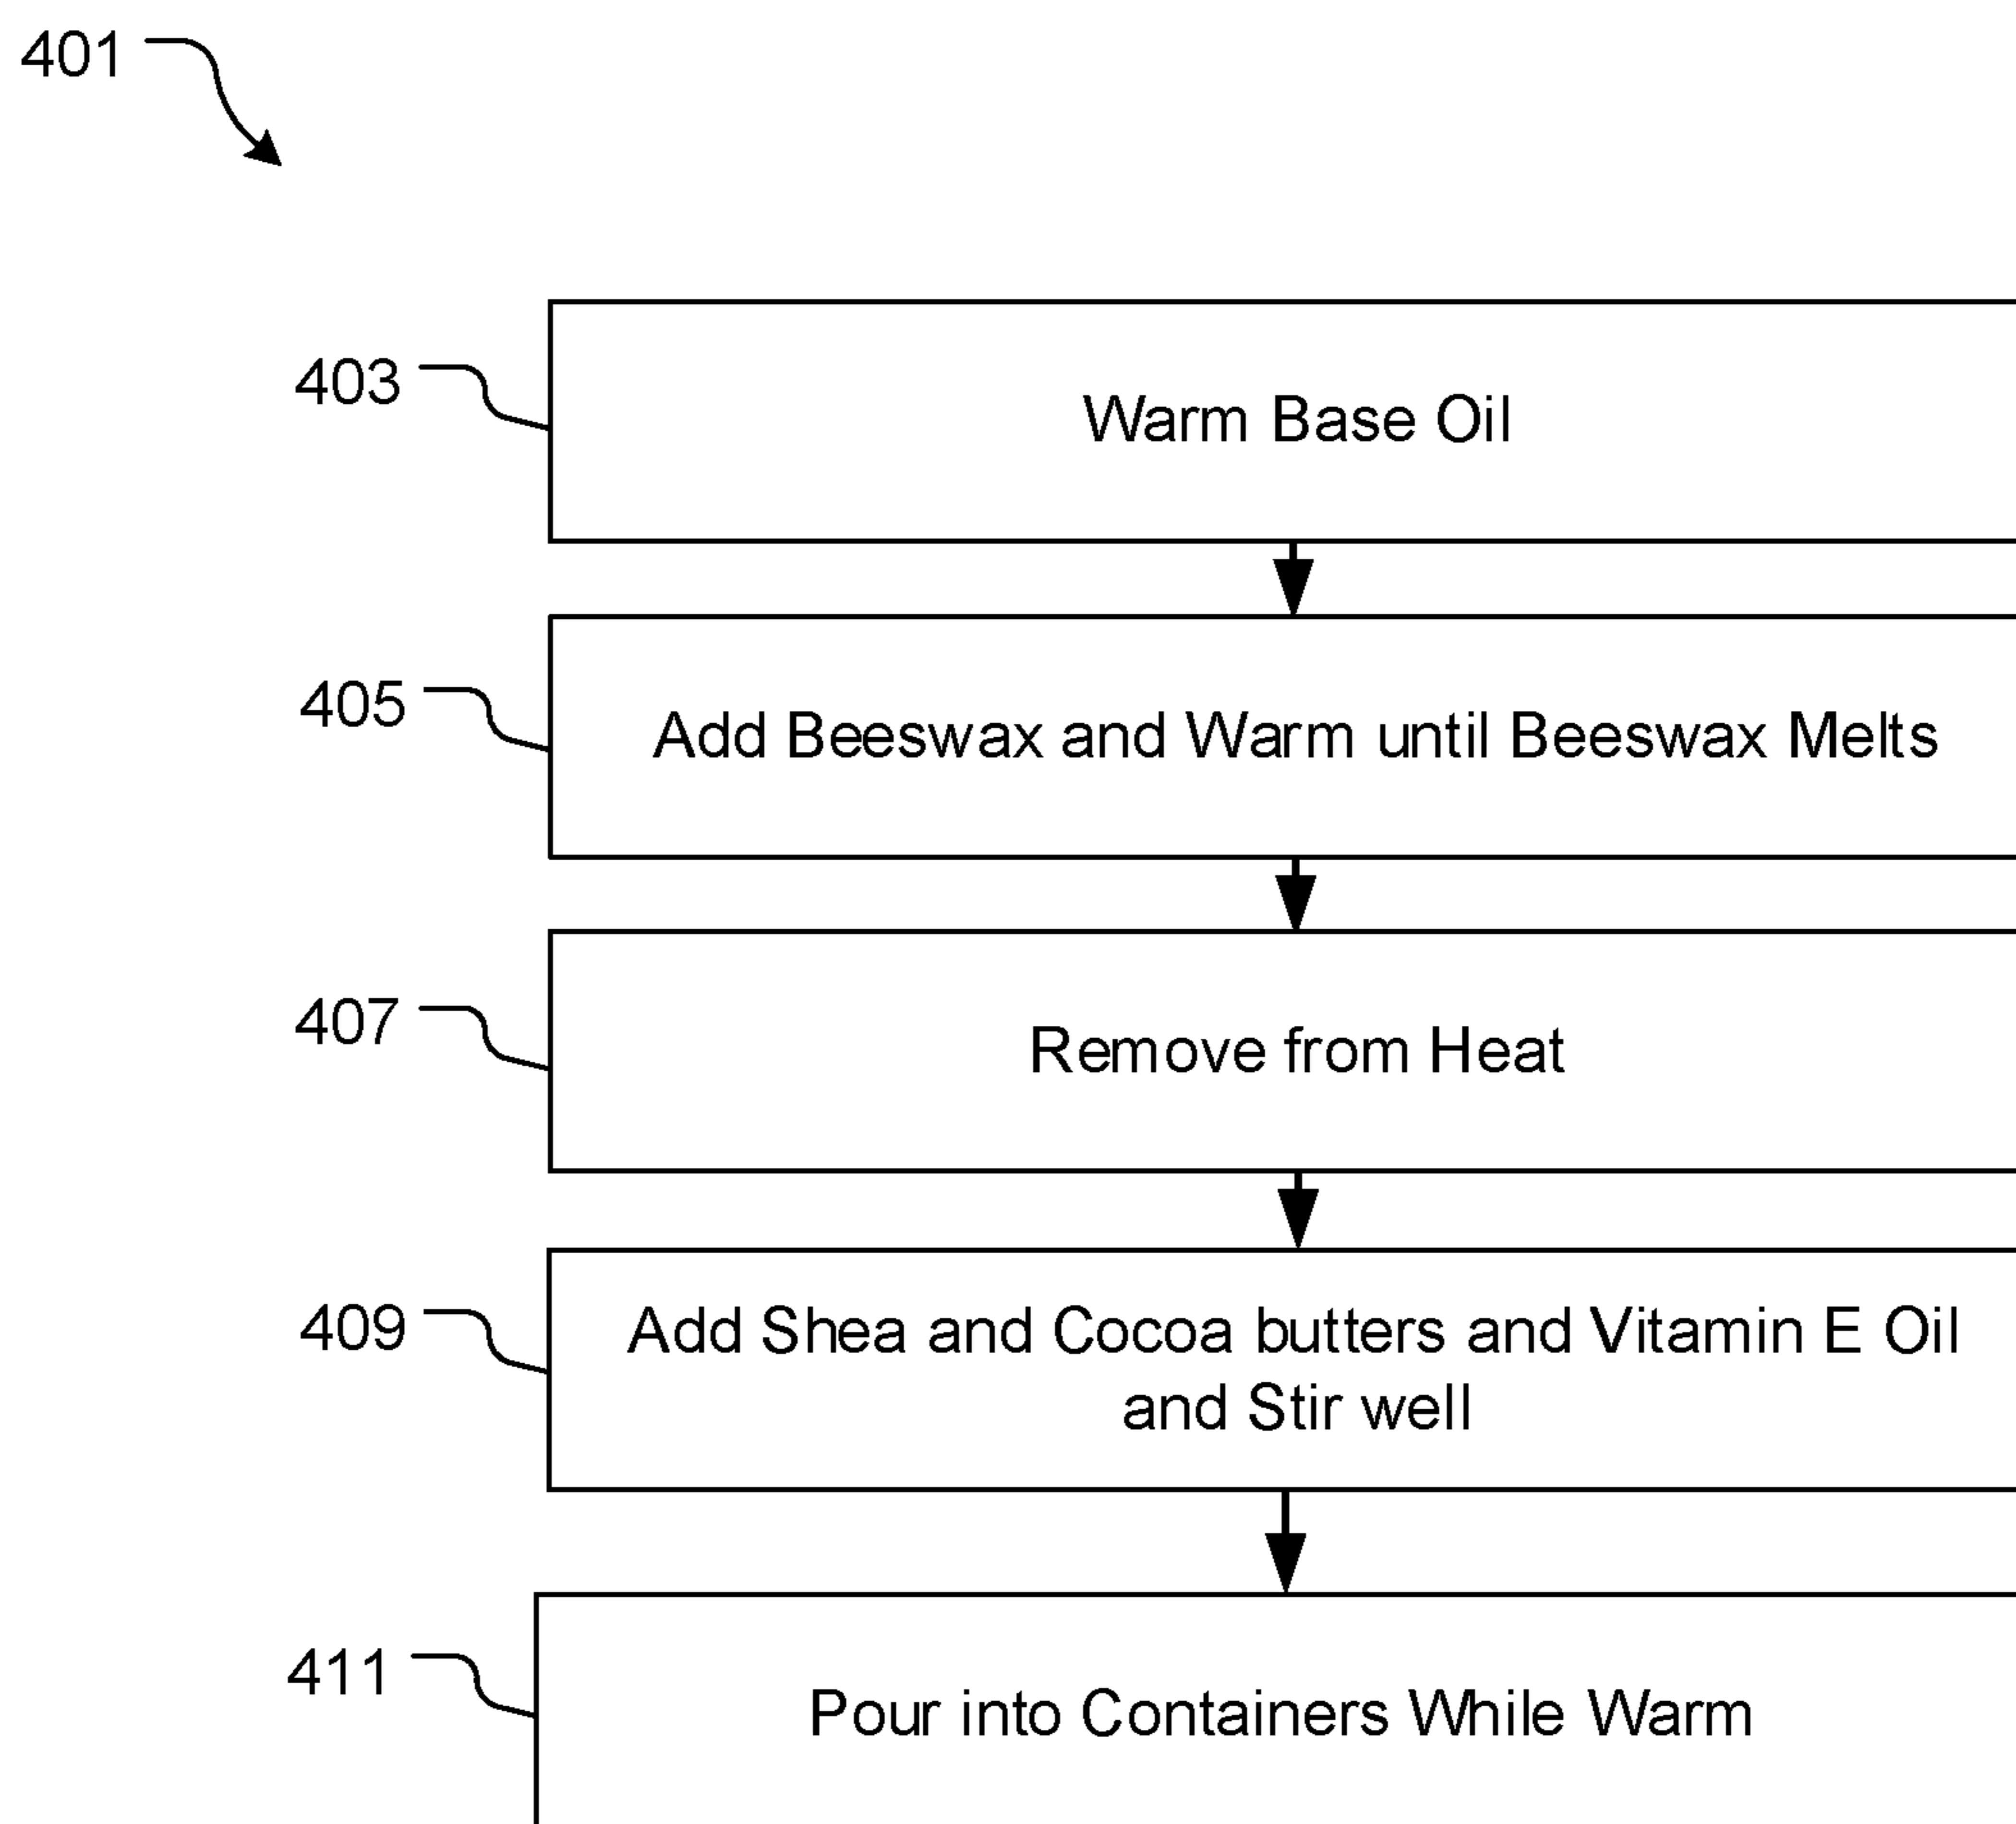 401
403
Warm Base Oil
405
Add Beeswax and Warm until Beeswax Melts
407
Remove from Heat
409
Add Shea and Cocoa butters and Vitamin E Oil
and Stir well
411
Pour into Containers While Warm